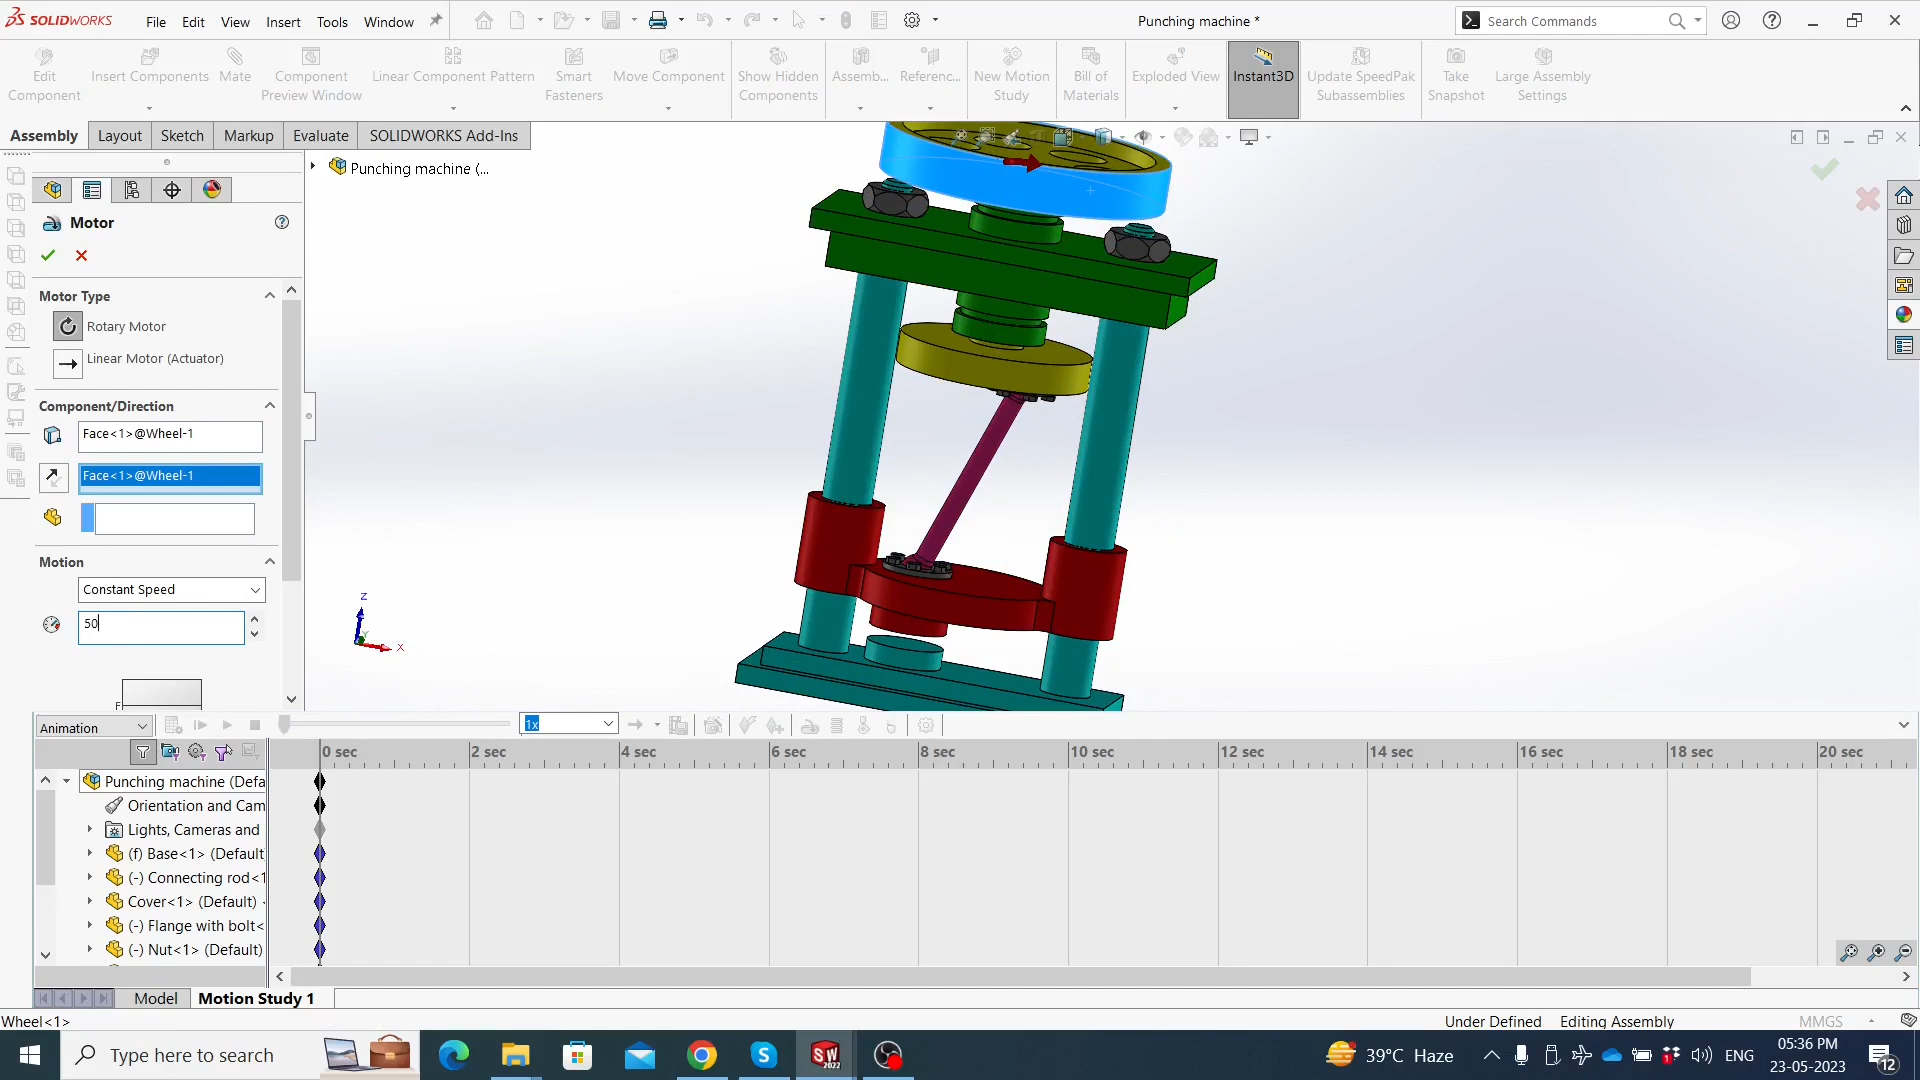 SOLIDWORKS
File Edit View Insert Tools Window
Punching machine *
Search Commands
Edit Component
Insert Components
Mate
Component Preview Window
Linear Component Pattern
Smart Fasteners
Move Component
Show Hidden Components
Assemb...
Referenc...
New Motion Study
Bill of Materials
Exploded View
Instant3D
Update SpeedPak Subassemblies
Take Snapshot
Large Assembly Settings
Assembly Layout Sketch Markup Evaluate SOLIDWORKS Add-Ins
Punching machine (...
Motor
Motor Type
Rotary Motor
Linear Motor (Actuator)
Component/Direction
Face<1>@Wheel-1
Face<1>@Wheel-1
Motion
Constant Speed
50
Z
Y
X
Animation
1x
0 sec 2 sec 4 sec 6 sec 8 sec 10 sec 12 sec 14 sec 16 sec 18 sec 20 sec
Punching machine (Defa
Orientation and Cam
Lights, Cameras and
(f) Base<1> (Default
(-) Connecting rod<1
Cover<1> (Default)
(-) Flange with bolt<
(-) Nut<1> (Default)
Model Motion Study 1
Wheel<1>
Under Defined Editing Assembly MMGS
Type here to search
SW
2022
39°C Haze
ENG
05:36 PM
23-05-2023
12